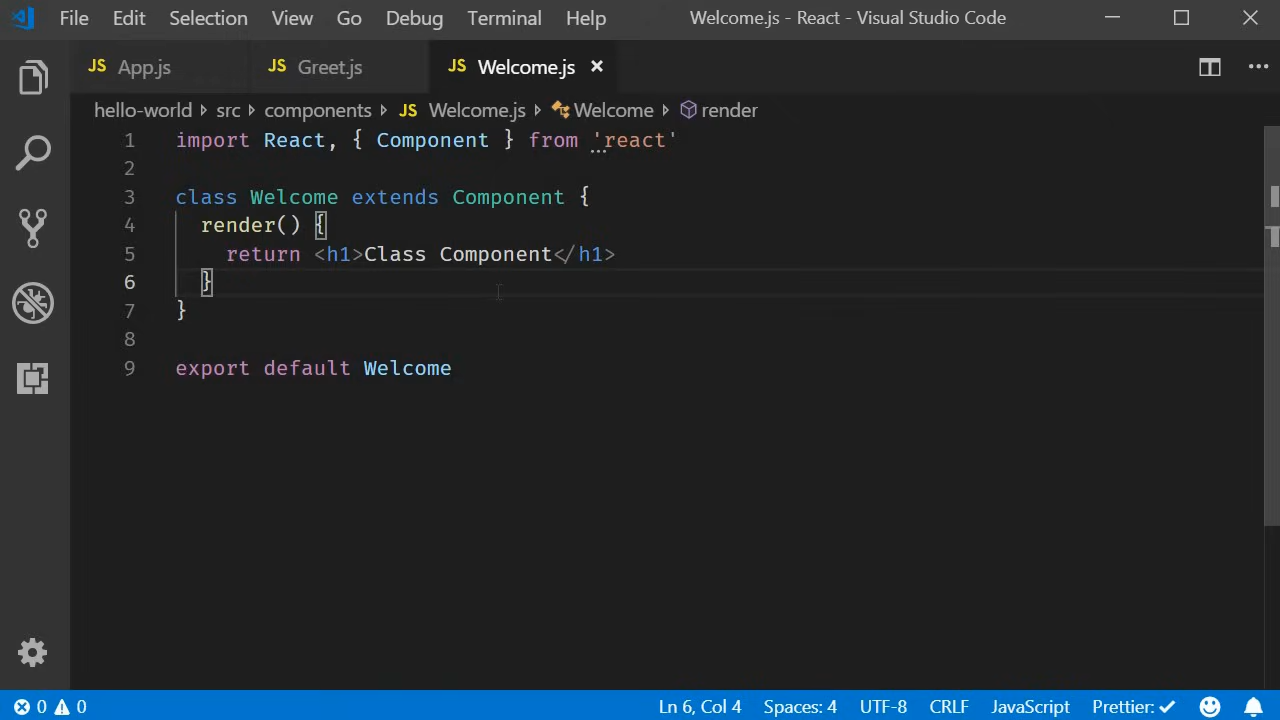 File Edit Selection View Go Debug Terminal Help Welcome.js - React - Visual Studio Code
JS App.js JS Greet.js JS Welcome.js ×
hello-world › src › components › JS Welcome.js › Welcome › render
1 import React, { Component } from 'react'
2
3 class Welcome extends Component {
4 render() {
5 return <h1>Class Component</h1>
6 }
7 }
8
9 export default Welcome
0 0 Ln 6, Col 4 Spaces: 4 UTF-8 CRLF JavaScript Prettier: ✓